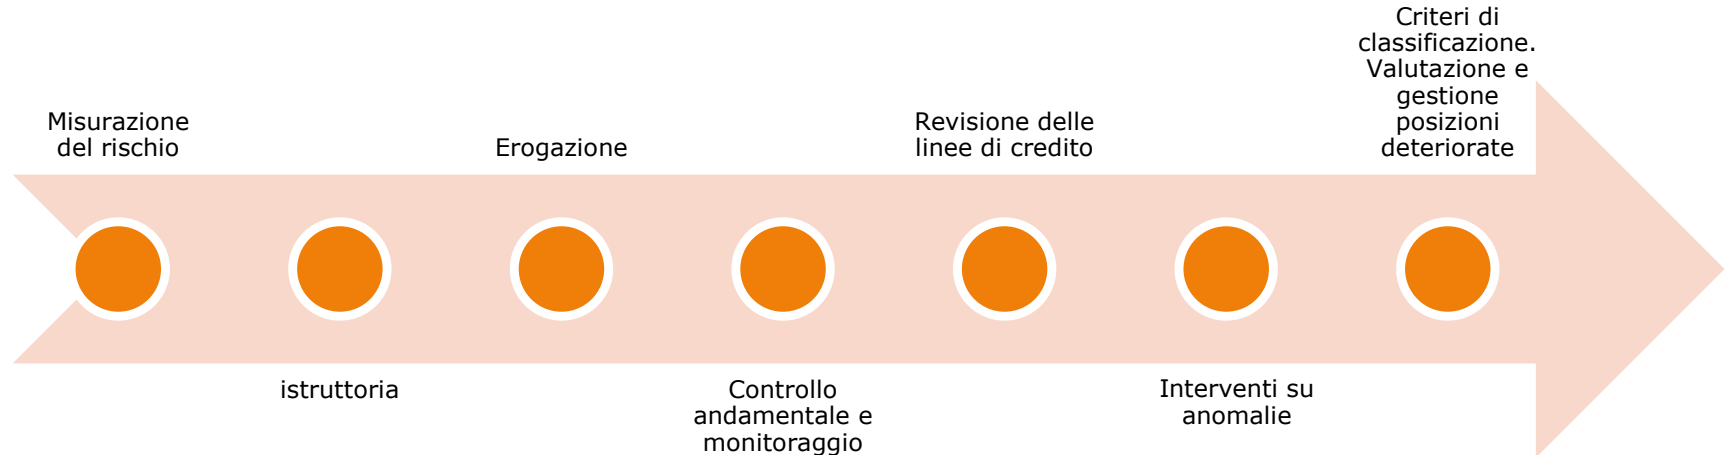 Misurazione
del rischio
istruttoria
Erogazione
Controllo
andamentale e
monitoraggio
Revisione delle
linee di credito
Interventi su
anomalie
Criteri di
classificazione.
Valutazione e
gestione
posizioni
deteriorate